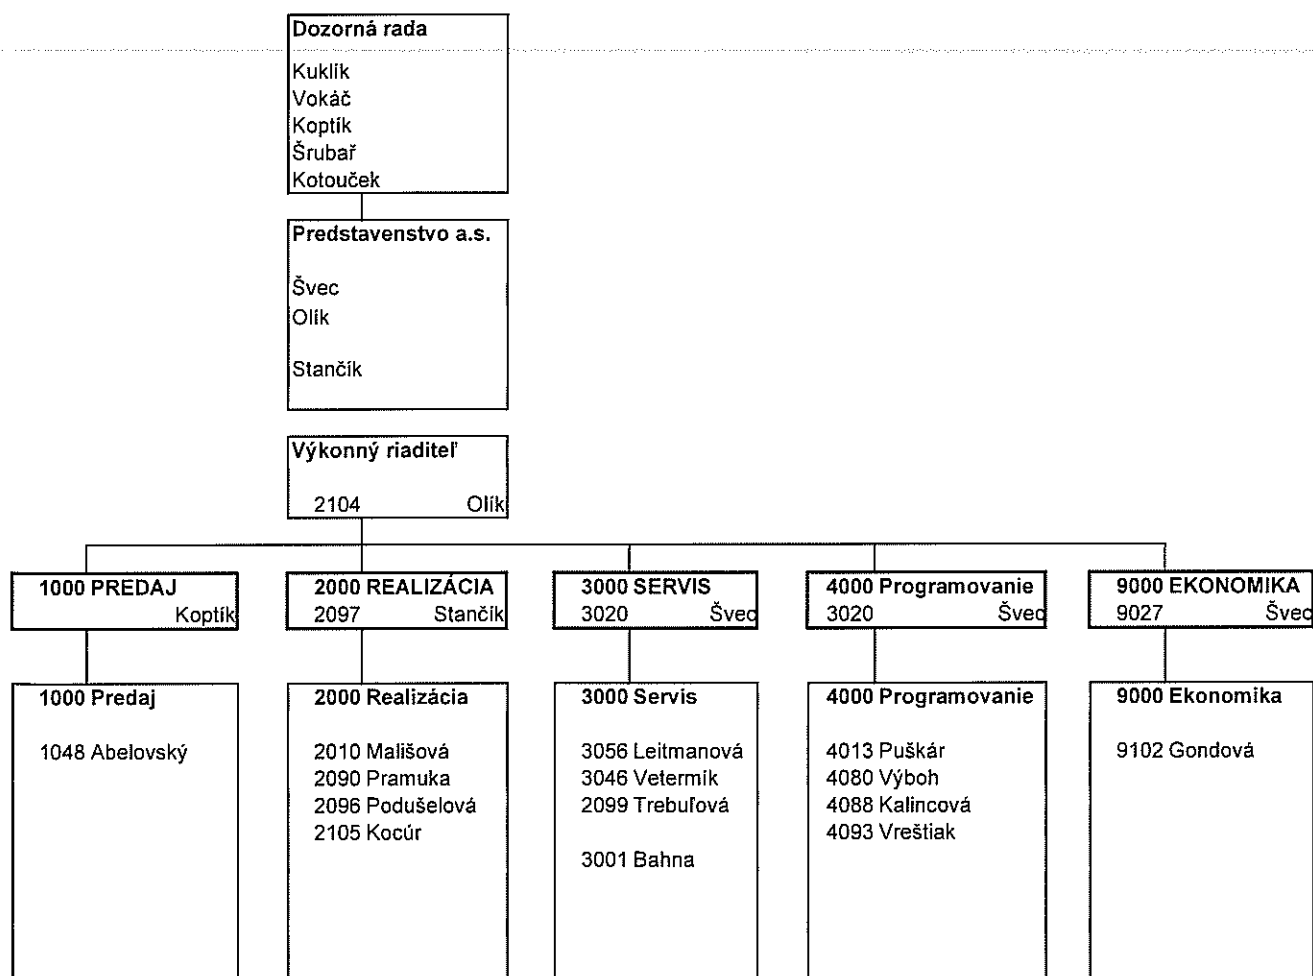 Dozorná rada
Kuklík
Vokáč
Koptík
Šrubař
Kotouček
Predstavenstvo a.s.
Švec
Olík
Stančík
Výkonný riaditeľ
2104 Olík
1000 PREDAJ
Koptík
2000 REALIZÁCIA
2097 Stančík
3000 SERVIS
3020 Švec
4000 Programovanie
3020 Švec
9000 EKONOMIKA
9027 Švec
1000 Predaj
1048 Abelovský
2000 Realizácia
2010 Mališová
2090 Pramuka
2096 Podušelová
2105 Kocúr
3000 Servis
3056 Leitmanová
3046 Vetermík
2099 Trebuľová
3001 Bahna
4000 Programovanie
4013 Puškár
4080 Výboh
4088 Kalincová
4093 Vreštiak
9000 Ekonomika
9102 Gondová